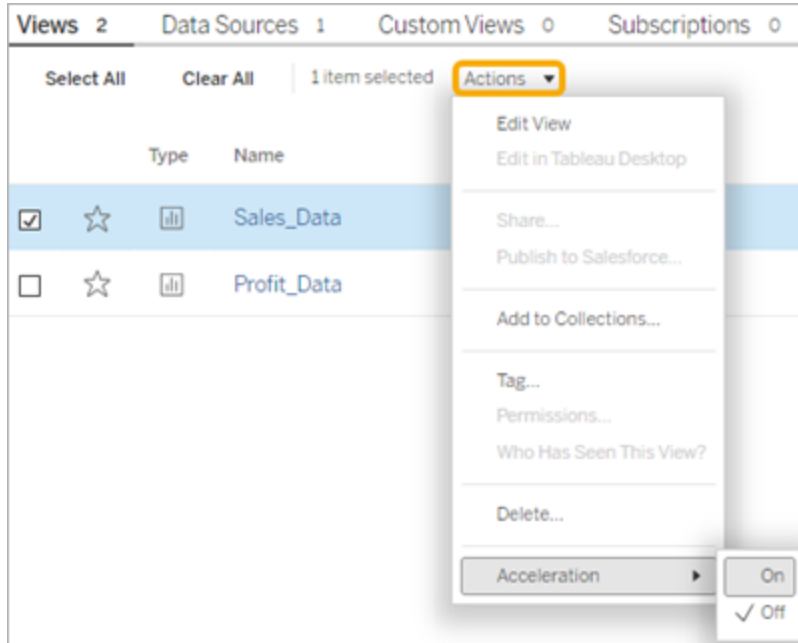 Views 2 Data Sources 1 Custom Views 0 Subscriptions 0
Select All Clear All 1 item selected Actions
Type Name
Sales_Data
Profit_Data
Edit View
Edit in Tableau Desktop
Share...
Publish to Salesforce...
Add to Collections...
Tag...
Permissions...
Who Has Seen This View?
Delete...
Acceleration
On
Off